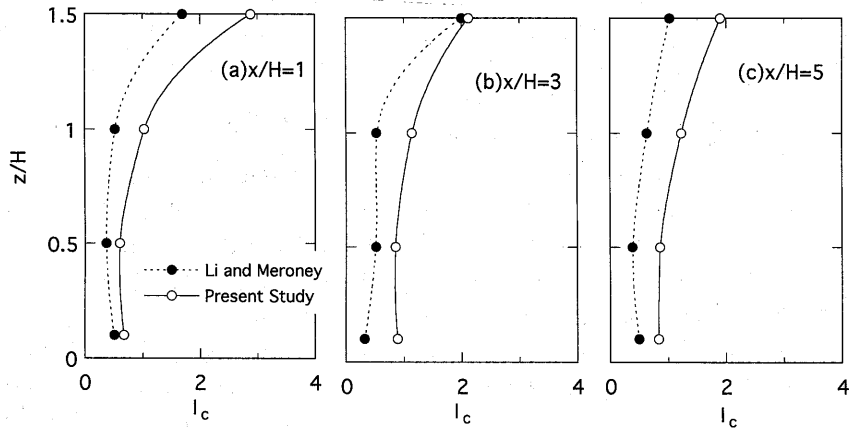 1.5
1
0.5
0
z/H
(a)x/H=1
Li and Meroney
Present Study
0 2 4
I_c
(b)x/H=3
0 2 4
I_c
(c)x/H=5
0 2 4
I_c